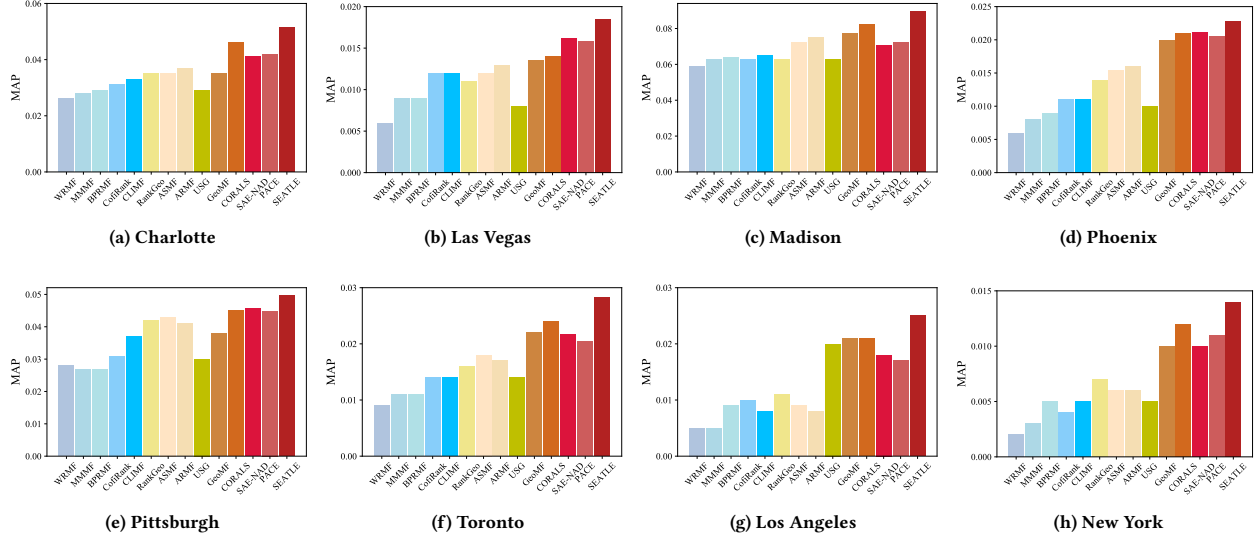 0.06
0.04
0.02
0.00
MAP
WRMF MMMF BPRMF CofiRank CLIMF RankGeo ASMF ARMF USG GeoMF CORALS SAE-NAD PACE SEATLE
(a) Charlotte
0.020
0.015
0.010
0.005
0.000
MAP
WRMF MMMF BPRMF CofiRank CLIMF RankGeo ASMF ARMF USG GeoMF CORALS SAE-NAD PACE SEATLE
(b) Las Vegas
0.08
0.06
0.04
0.02
0.00
MAP
WRMF MMMF BPRMF CofiRank CLIMF RankGeo ASMF ARMF USG GeoMF CORALS SAE-NAD PACE SEATLE
(c) Madison
0.025
0.020
0.015
0.010
0.005
0.000
MAP
WRMF MMMF BPRMF CofiRank CLIMF RankGeo ASMF ARMF USG GeoMF CORALS SAE-NAD PACE SEATLE
(d) Phoenix
0.05
0.04
0.03
0.02
0.01
0.00
MAP
WRMF MMMF BPRMF CofiRank CLIMF RankGeo ASMF ARMF USG GeoMF CORALS SAE-NAD PACE SEATLE
(e) Pittsburgh
0.03
0.02
0.01
0.00
MAP
WRMF MMMF BPRMF CofiRank CLIMF RankGeo ASMF ARMF USG GeoMF CORALS SAE-NAD PACE SEATLE
(f) Toronto
0.03
0.02
0.01
0.00
MAP
WRMF MMMF BPRMF CofiRank CLIMF RankGeo ASMF ARMF USG GeoMF CORALS SAE-NAD PACE SEATLE
(g) Los Angeles
0.015
0.010
0.005
0.000
MAP
WRMF MMMF BPRMF CofiRank CLIMF RankGeo ASMF ARMF USG GeoMF CORALS SAE-NAD PACE SEATLE
(h) New York